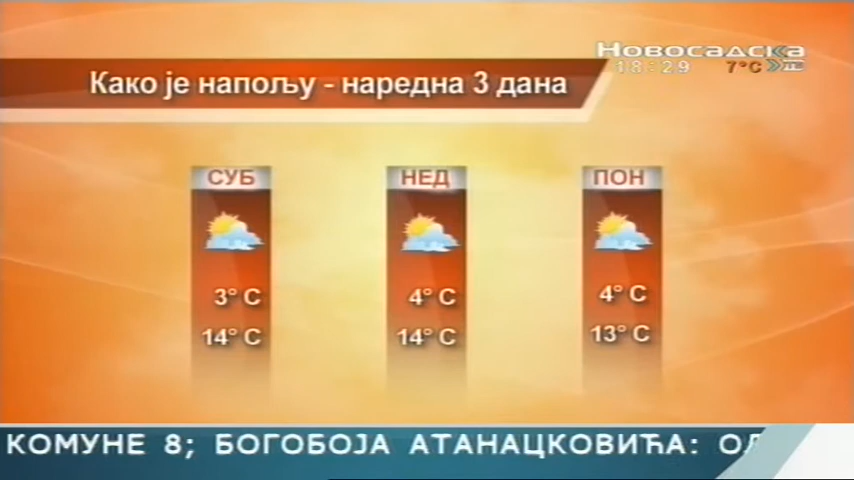 Новосадска
18:29 7°C
Како је напољу - наредна 3 дана
СУБ НЕД ПОН
3° C 4° C 4° C
14° C 14° C 13° C
КОМУНЕ 8; БОГОБОЈА АТАНАЦКОВИЋА: